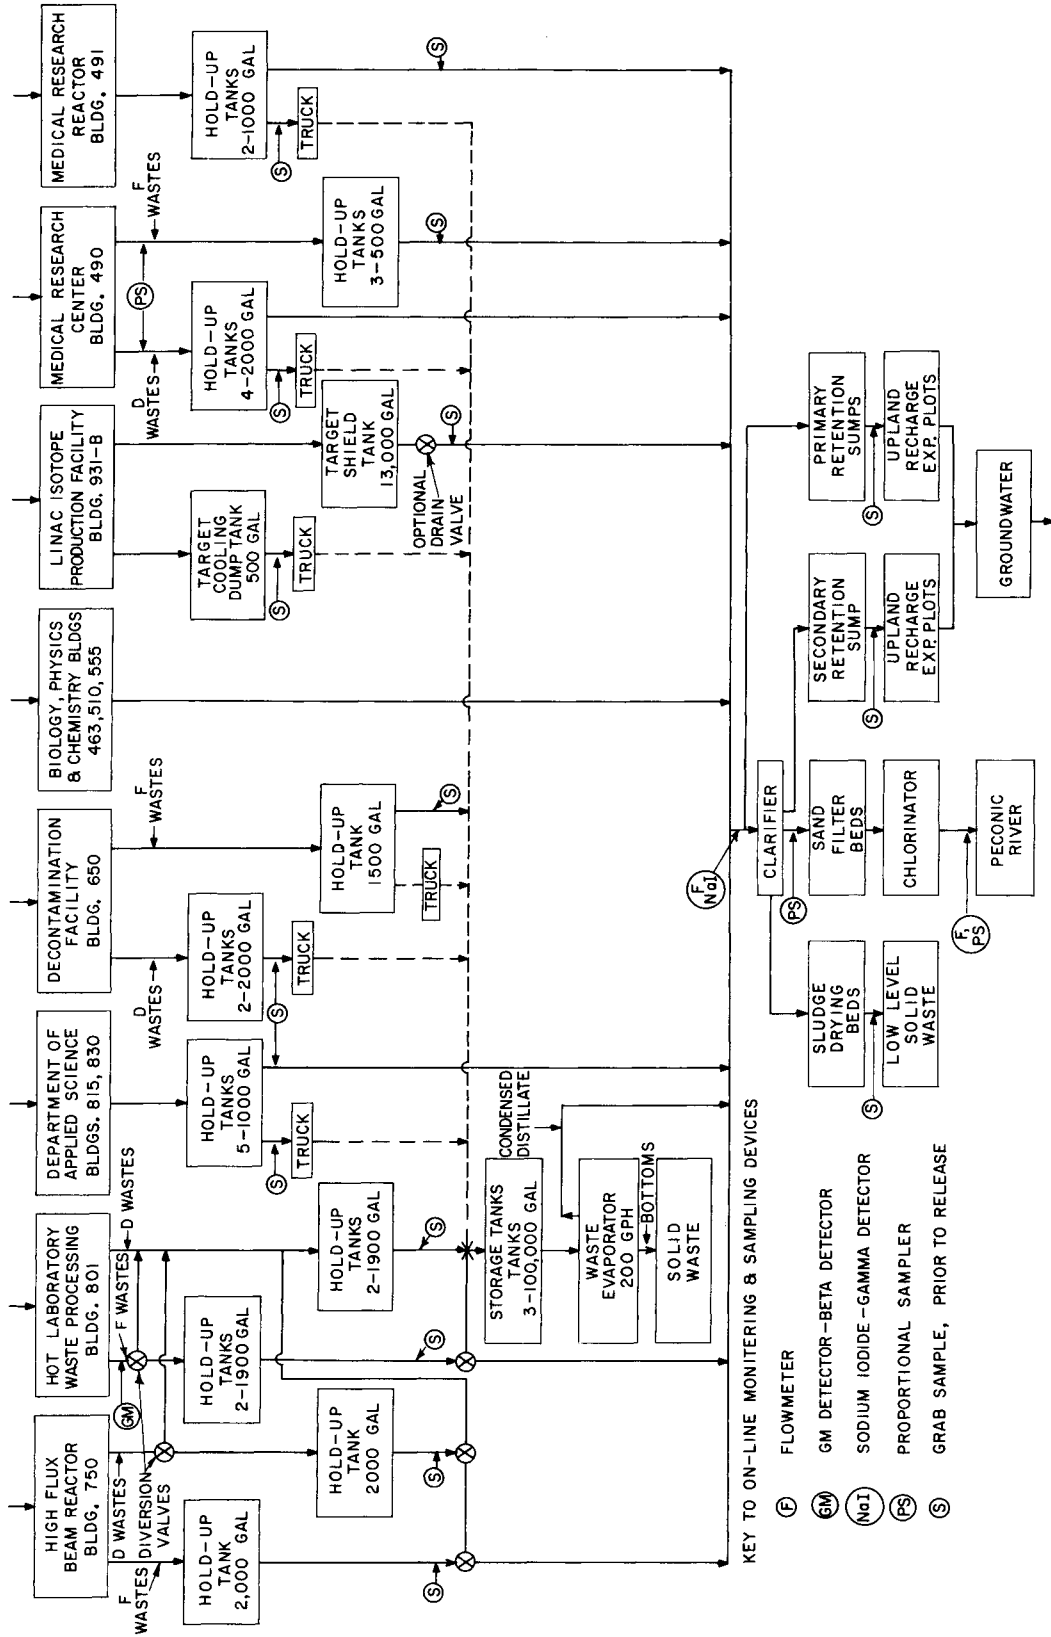 HIGH FLUX
BEAM REACTOR
BLDG. 750
HOT LABORATORY
WASTE PROCESSING
BLDG. 801
DEPARTMENT OF
APPLIED SCIENCE
BLDGS. 815, 830
DECONTAMINATION
FACILITY
BLDG. 650
BIOLOGY, PHYSICS
& CHEMISTRY BLDGS
463,510,555
LINAC ISOTOPE
PRODUCTION FACILITY
BLDG. 931-B
MEDICAL RESEARCH
CENTER
BLDG. 490
MEDICAL RESEARCH
REACTOR
BLDG. 491
F
WASTES
D WASTES
DIVERSION
VALVES
GM
F WASTES
D WASTES
D
WASTES
F
WASTES
D
WASTES
PS
F
WASTES
HOLD-UP
TANK
2,000 GAL
HOLD-UP
TANKS
2-1900 GAL
HOLD-UP
TANKS
5-1000 GAL
HOLD-UP
TANKS
2-2000 GAL
TARGET
COOLING
DUMP TANK
500 GAL
HOLD-UP
TANKS
4-2000 GAL
HOLD-UP
TANKS
2-1000 GAL
S
TRUCK
S
TRUCK
S
TRUCK
S
TRUCK
S
TRUCK
HOLD-UP
TANK
2000 GAL
HOLD-UP
TANKS
2-1900 GAL
HOLD-UP
TANK
1500 GAL
TARGET
SHIELD
TANK
13,000 GAL
HOLD-UP
TANKS
3-500 GAL
TRUCK
OPTIONAL
DRAIN
VALVE
S
S
S
S
S
S
S
S
STORAGE TANKS
TANKS
3-100,000 GAL
CONDENSED
DISTILLATE
WASTE
EVAPORATOR
200 GPH
BOTTOMS
SOLID
WASTE
F
NaI
CLARIFIER
PS
SLUDGE
DRYING
BEDS
SAND
FILTER
BEDS
SECONDARY
RETENTION
SUMP
PRIMARY
RETENTION
SUMPS
S
S
S
LOW LEVEL
SOLID
WASTE
CHLORINATOR
UPLAND
RECHARGE
EXP. PLOTS
UPLAND
RECHARGE
EXP. PLOTS
F,
PS
PECONIC
RIVER
GROUNDWATER
KEY TO ON-LINE MONITERING & SAMPLING DEVICES
F FLOWMETER
GM GM DETECTOR-BETA DETECTOR
NaI SODIUM IODIDE-GAMMA DETECTOR
PS PROPORTIONAL SAMPLER
S GRAB SAMPLE, PRIOR TO RELEASE